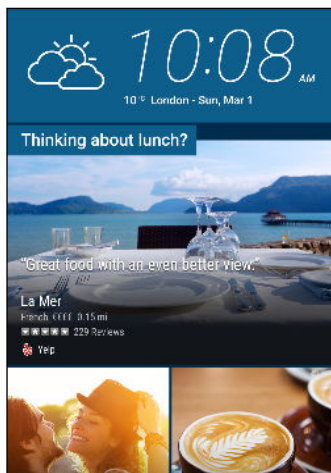 10:08 AM
10° London - Sun, Mar 1
Thinking about lunch?
"Great food with an even better view."
La Mer
French, €€€€, 0.15 mi
229 Reviews
Yelp